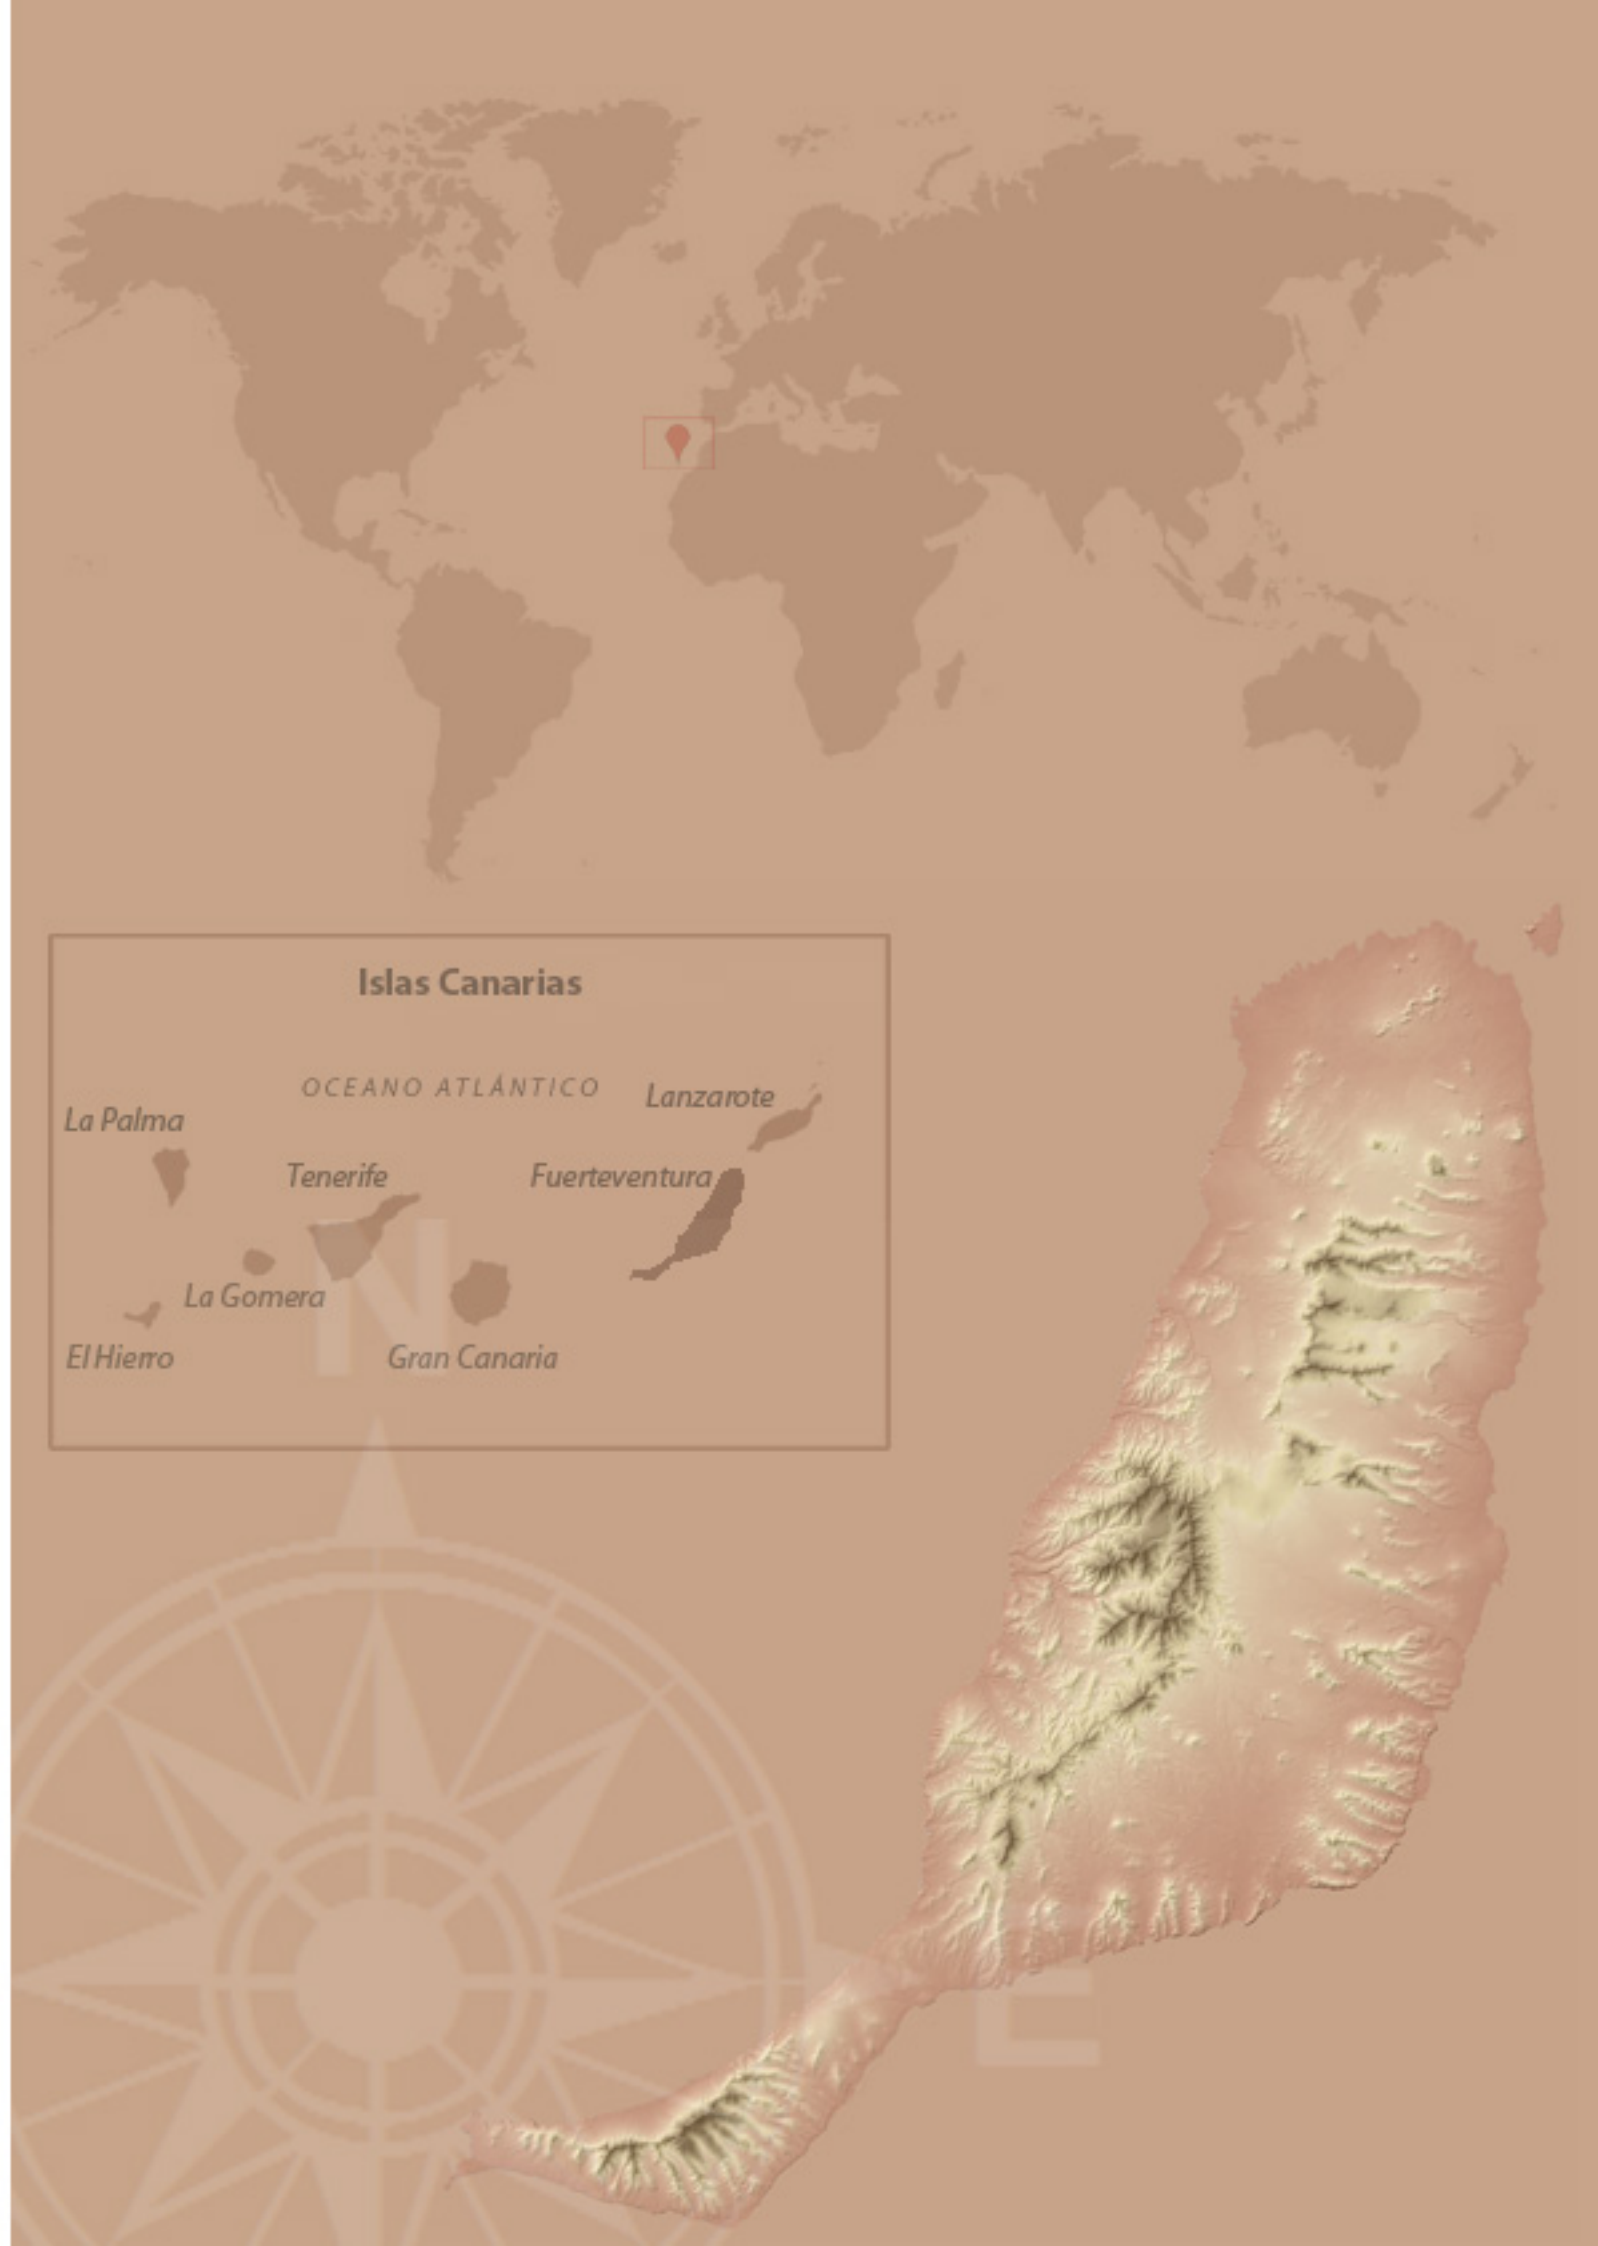 Islas Canarias
OCEANO ATLÁNTICO
Lanzarote
La Palma
Tenerife
Fuerteventura
La Gomera
El Hierro
Gran Canaria
N
E